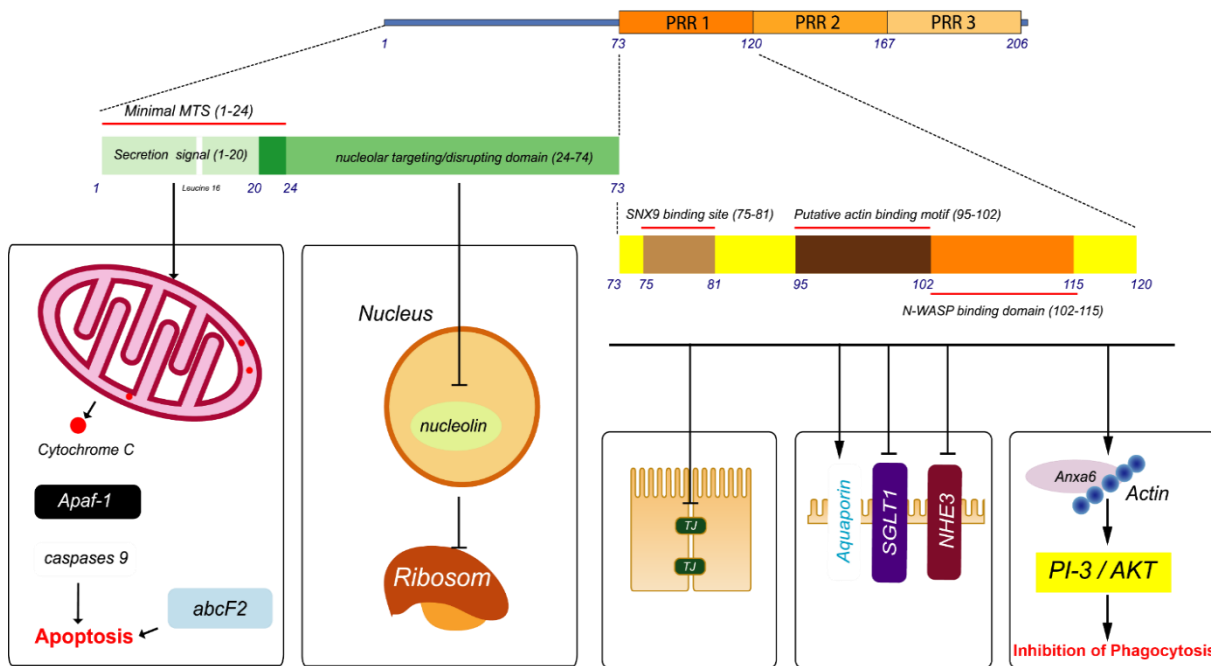 PRR 1 PRR 2 PRR 3
1 73 120 167 206
Minimal MTS (1-24)
Secretion signal (1-20) nucleolar targeting/disrupting domain (24-74)
1 Leucine 16 20 24 73
SNX9 binding site (75-81) Putative actin binding motif (95-102)
73 75 81 95 102 115 120
N-WASP binding domain (102-115)
Cytochrome C
Apaf-1
caspases 9
abcF2
Apoptosis
Nucleus
nucleolin
Ribosom
TJ
TJ
Aquaporin
SGLT1
NHE3
Anxa6
Actin
PI-3 / AKT
Inhibition of Phagocytosis